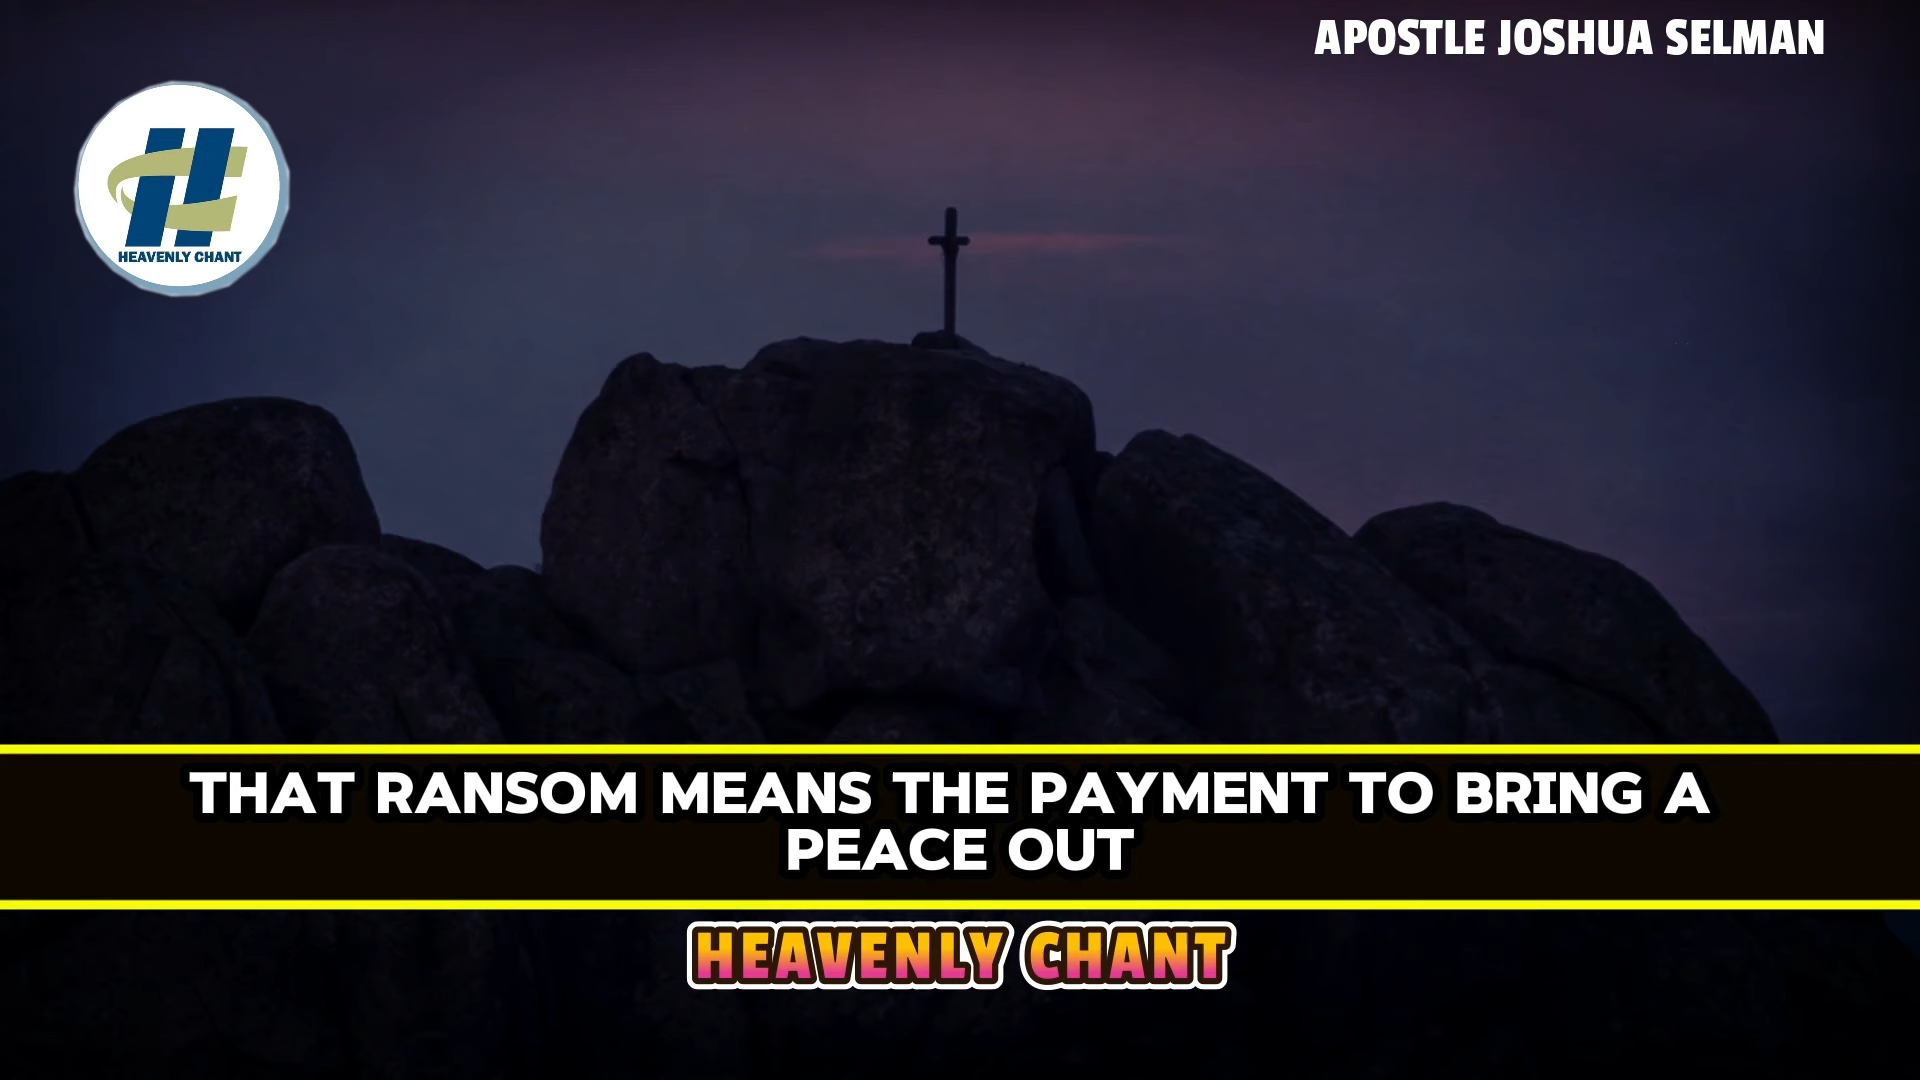 APOSTLE JOSHUA SELMAN
HEAVENLY CHANT
THAT RANSOM MEANS THE PAYMENT TO BRING A
PEACE OUT
HEAVENLY CHANT